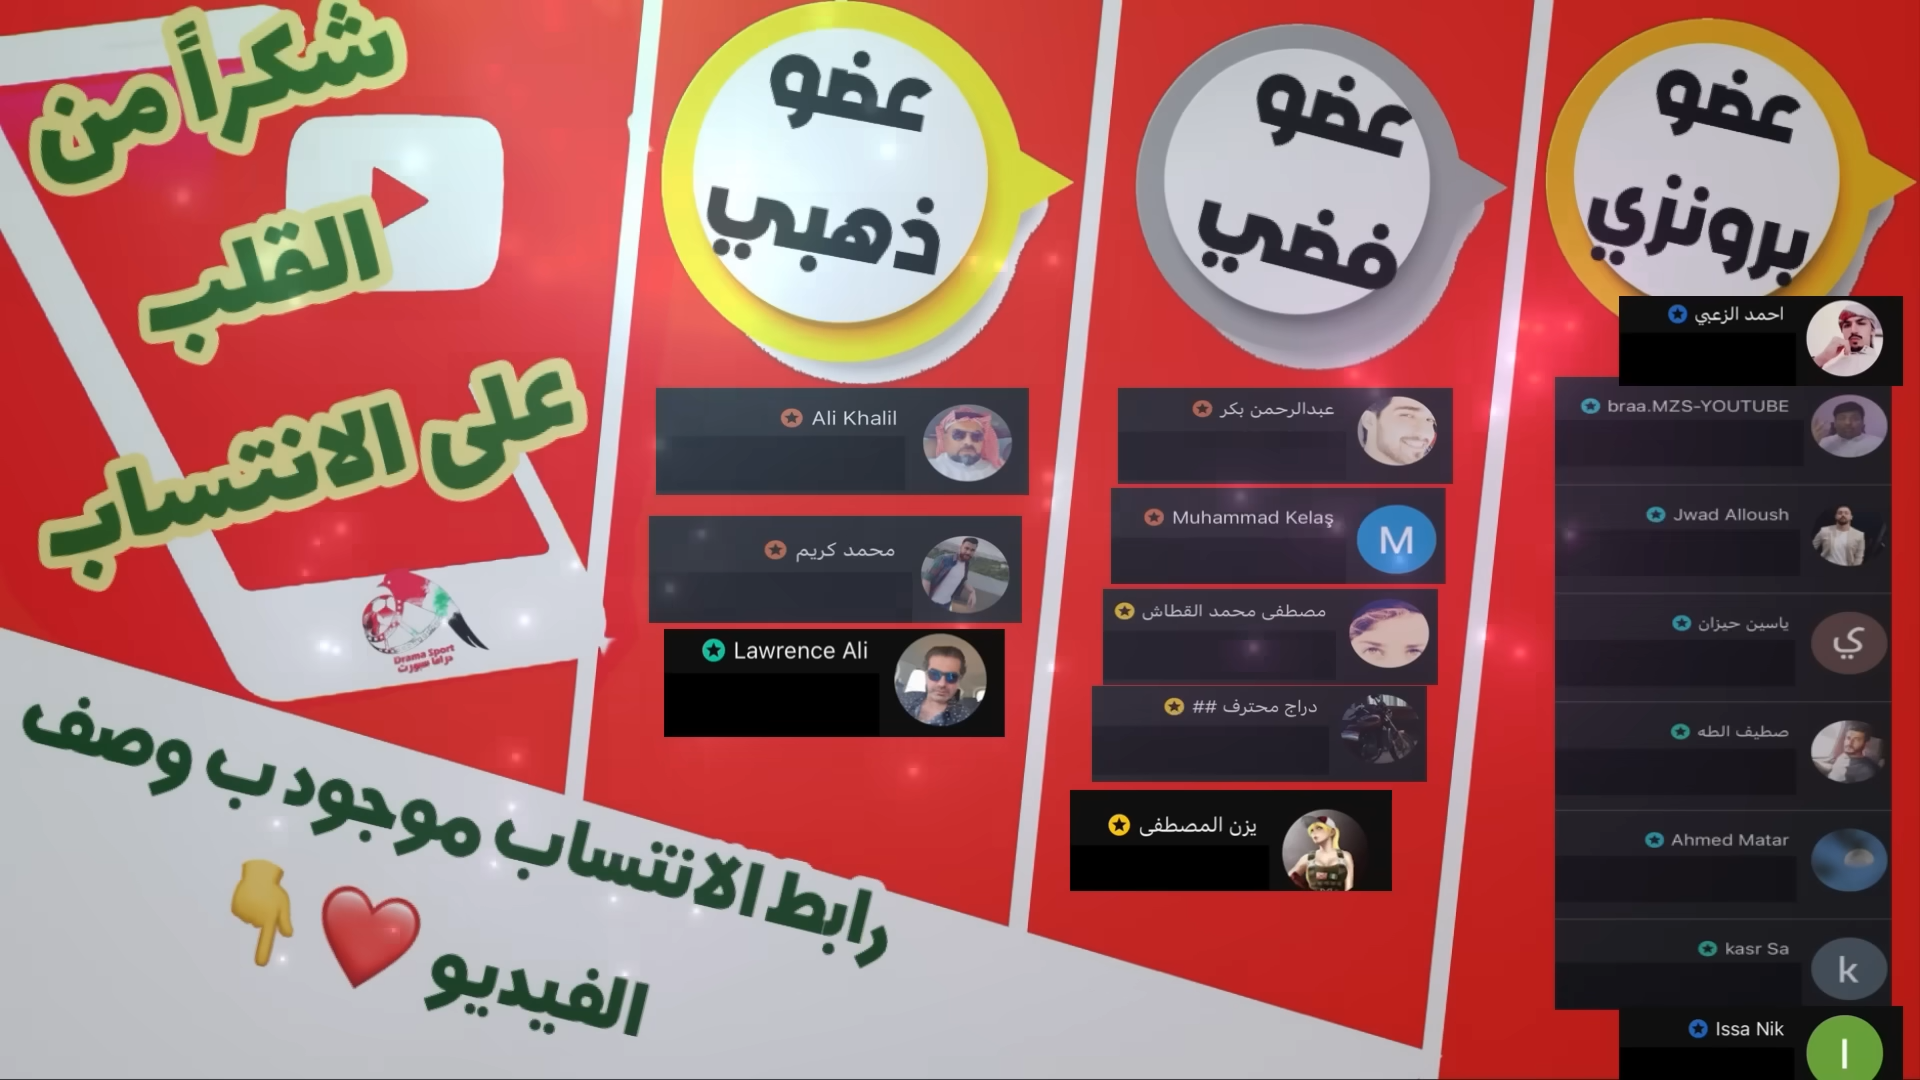 شكراً من
القلب
على الانتساب
Drama Sport
دراما سبورت
رابط الانتساب موجود ب وصف
الفيديو
عضو
ذهبي
Ali Khalil
محمد كريم
Lawrence Ali
عضو
فضي
عبدالرحمن بكر
Muhammad Kelaş
M
مصطفى محمد القطاش
دراج محترف ##
يزن المصطفى
عضو
برونزي
احمد الزعبي
braa.MZS-YOUTUBE
Jwad Alloush
ياسين حيزان
ي
صطيف الطه
Ahmed Matar
kasr Sa
k
Issa Nik
I